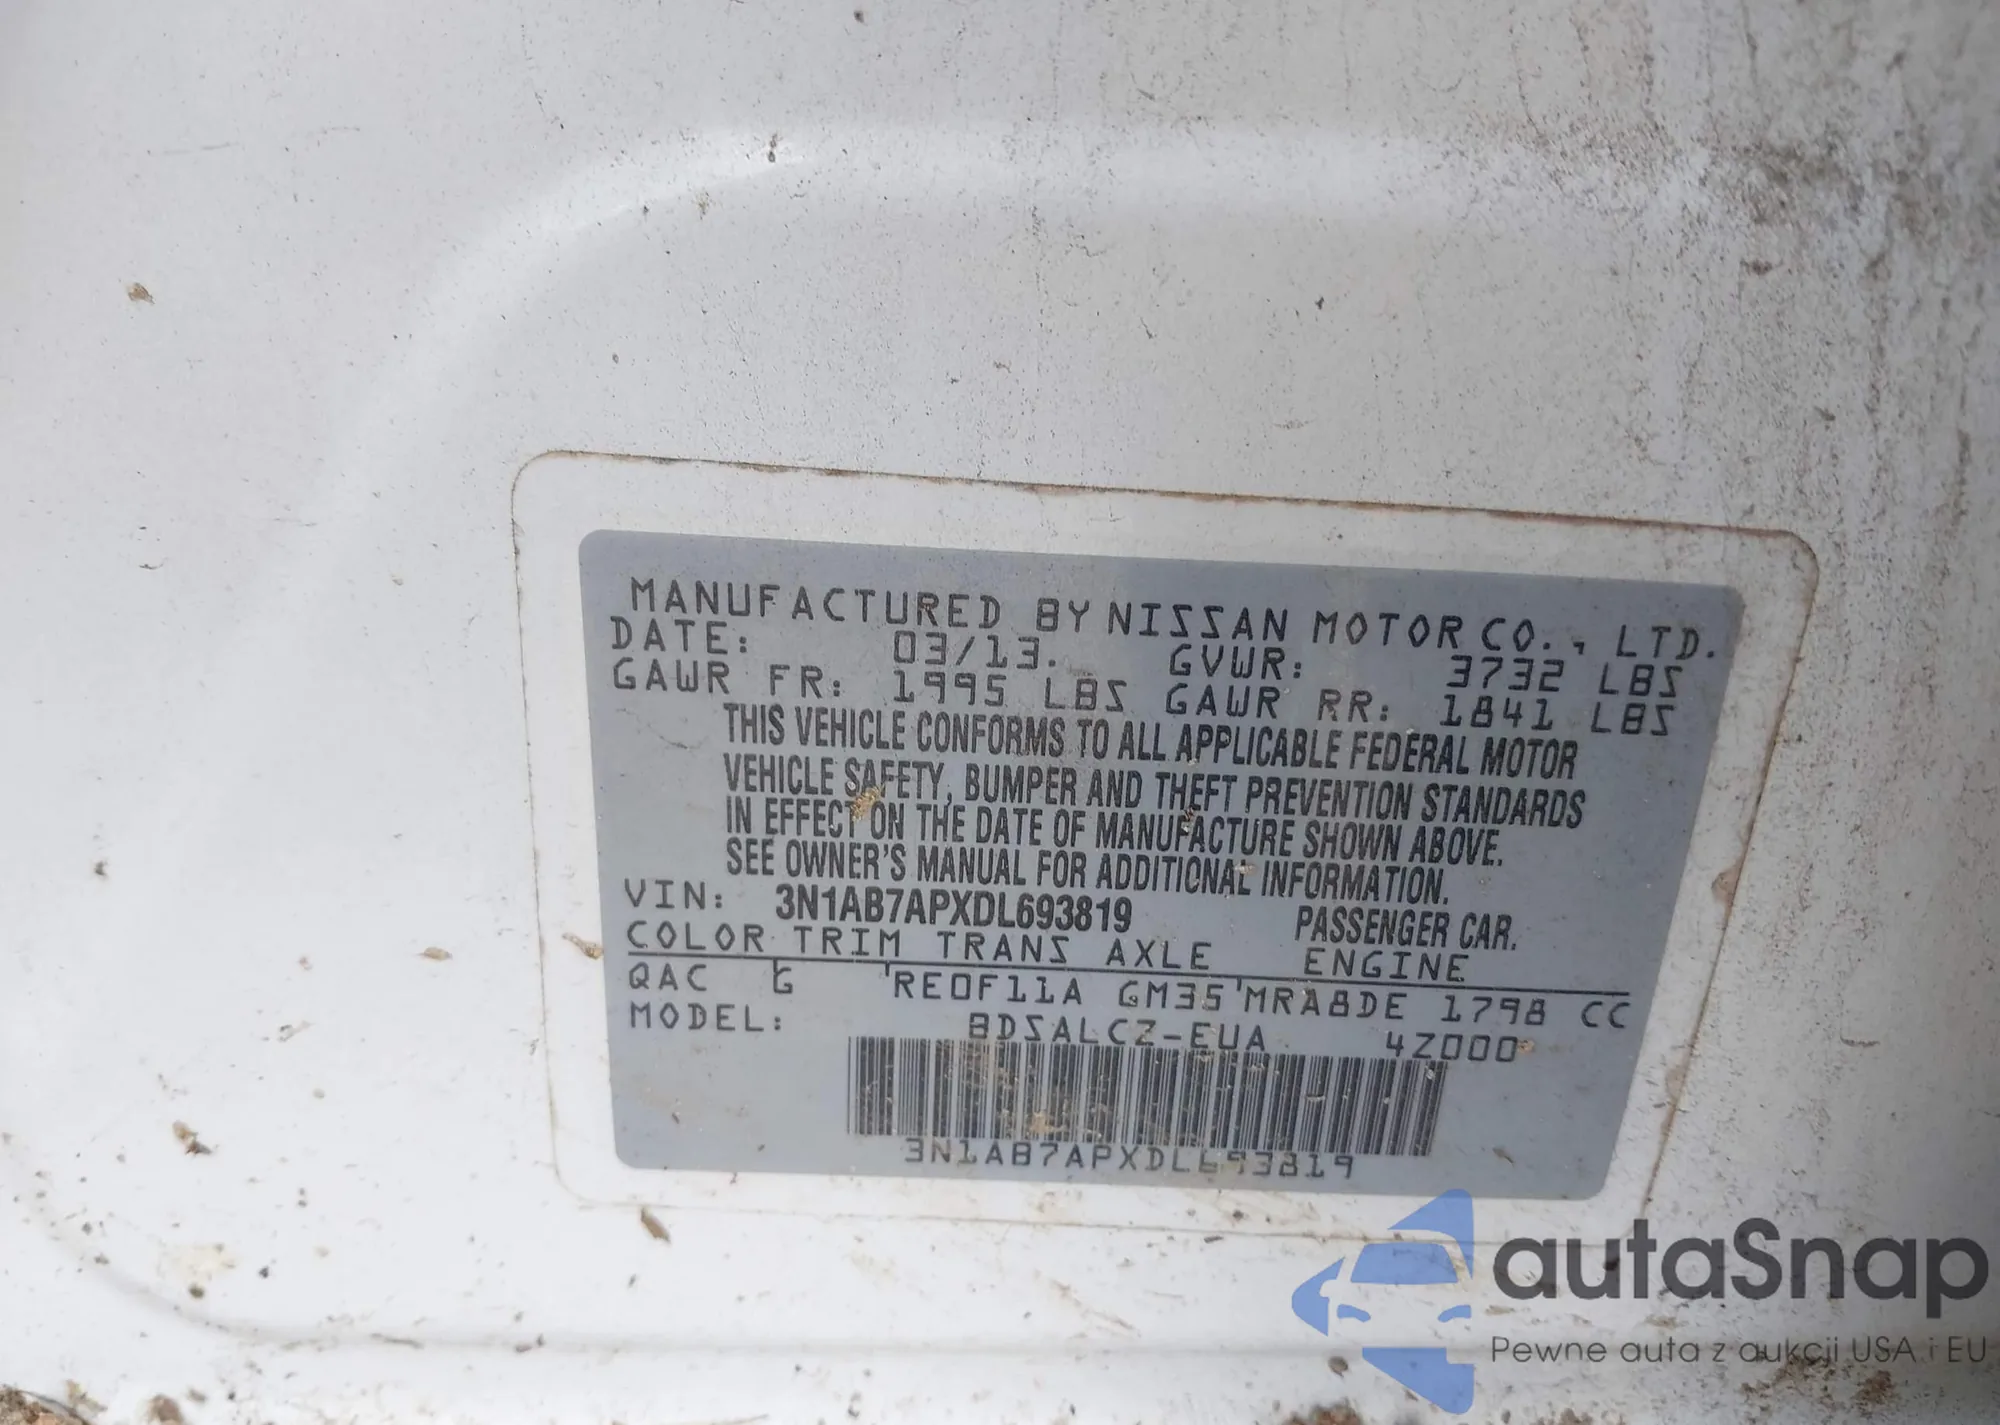 MANUFACTURED BY NISSAN MOTOR CO., LTD.
DATE: 03/13. GVWR: 3732 LBS
GAWR FR: 1995 LBS GAWR RR: 1841 LBS
THIS VEHICLE CONFORMS TO ALL APPLICABLE FEDERAL MOTOR
VEHICLE SAFETY, BUMPER AND THEFT PREVENTION STANDARDS
IN EFFECT ON THE DATE OF MANUFACTURE SHOWN ABOVE.
SEE OWNER'S MANUAL FOR ADDITIONAL INFORMATION.
VIN: 3N1AB7APXDL693819 PASSENGER CAR.
COLOR TRIM TRANS AXLE ENGINE
QAC G RE0F11A GM35 MRA8DE 1798 CC
MODEL: BDSALCZ-EUA 4Z000
3N1AB7APXDL693819
autaSnap
Pewne auta z aukcji USA i EU